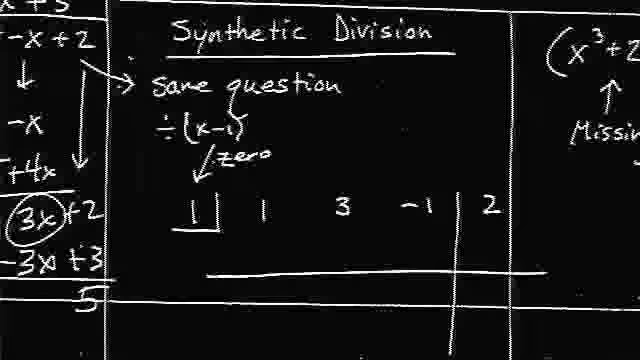 x + 3
-x + 2
-x
+4x
3x + 2
-3x + 3
5
Synthetic Division
same question
÷(x-1)
zero
1 1 3 -1 2
(x³+2
Missin